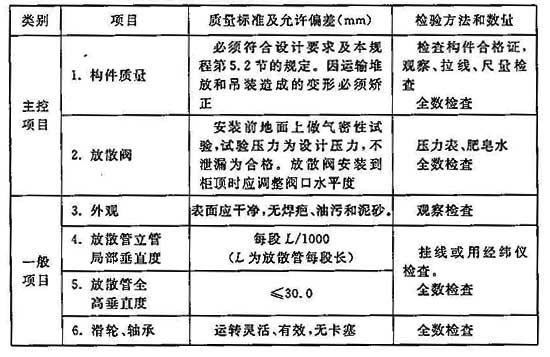 类别 项目 质量标准及允许偏差(mm) 检验方法和数量
主控
项目
1. 构件质量
必须符合设计要求及本规
程第5.2节的规定。因运输堆
放和吊装造成的变形必须矫
正
检查构件合格证，
观察、拉线、尺量检
查
全数检查
2. 放散阀
安装前地面上做气密性试
验，试验压力为设计压力，不
泄漏为合格。放散阀安装到
柜顶时应调整阀口水平度
压力表、肥皂水
全数检查
一般
项目
3. 外观
表面应干净，无焊疤、油污和泥砂。
观察检查
4. 放散管立管
局部垂直度
每段L/1000
(L为放散管每段长)
挂线或用经纬仪
检查。
全数检查
5. 放散管全
高垂直度
≤30.0
6. 滑轮、轴承
运转灵活、有效，无卡塞
全数检查